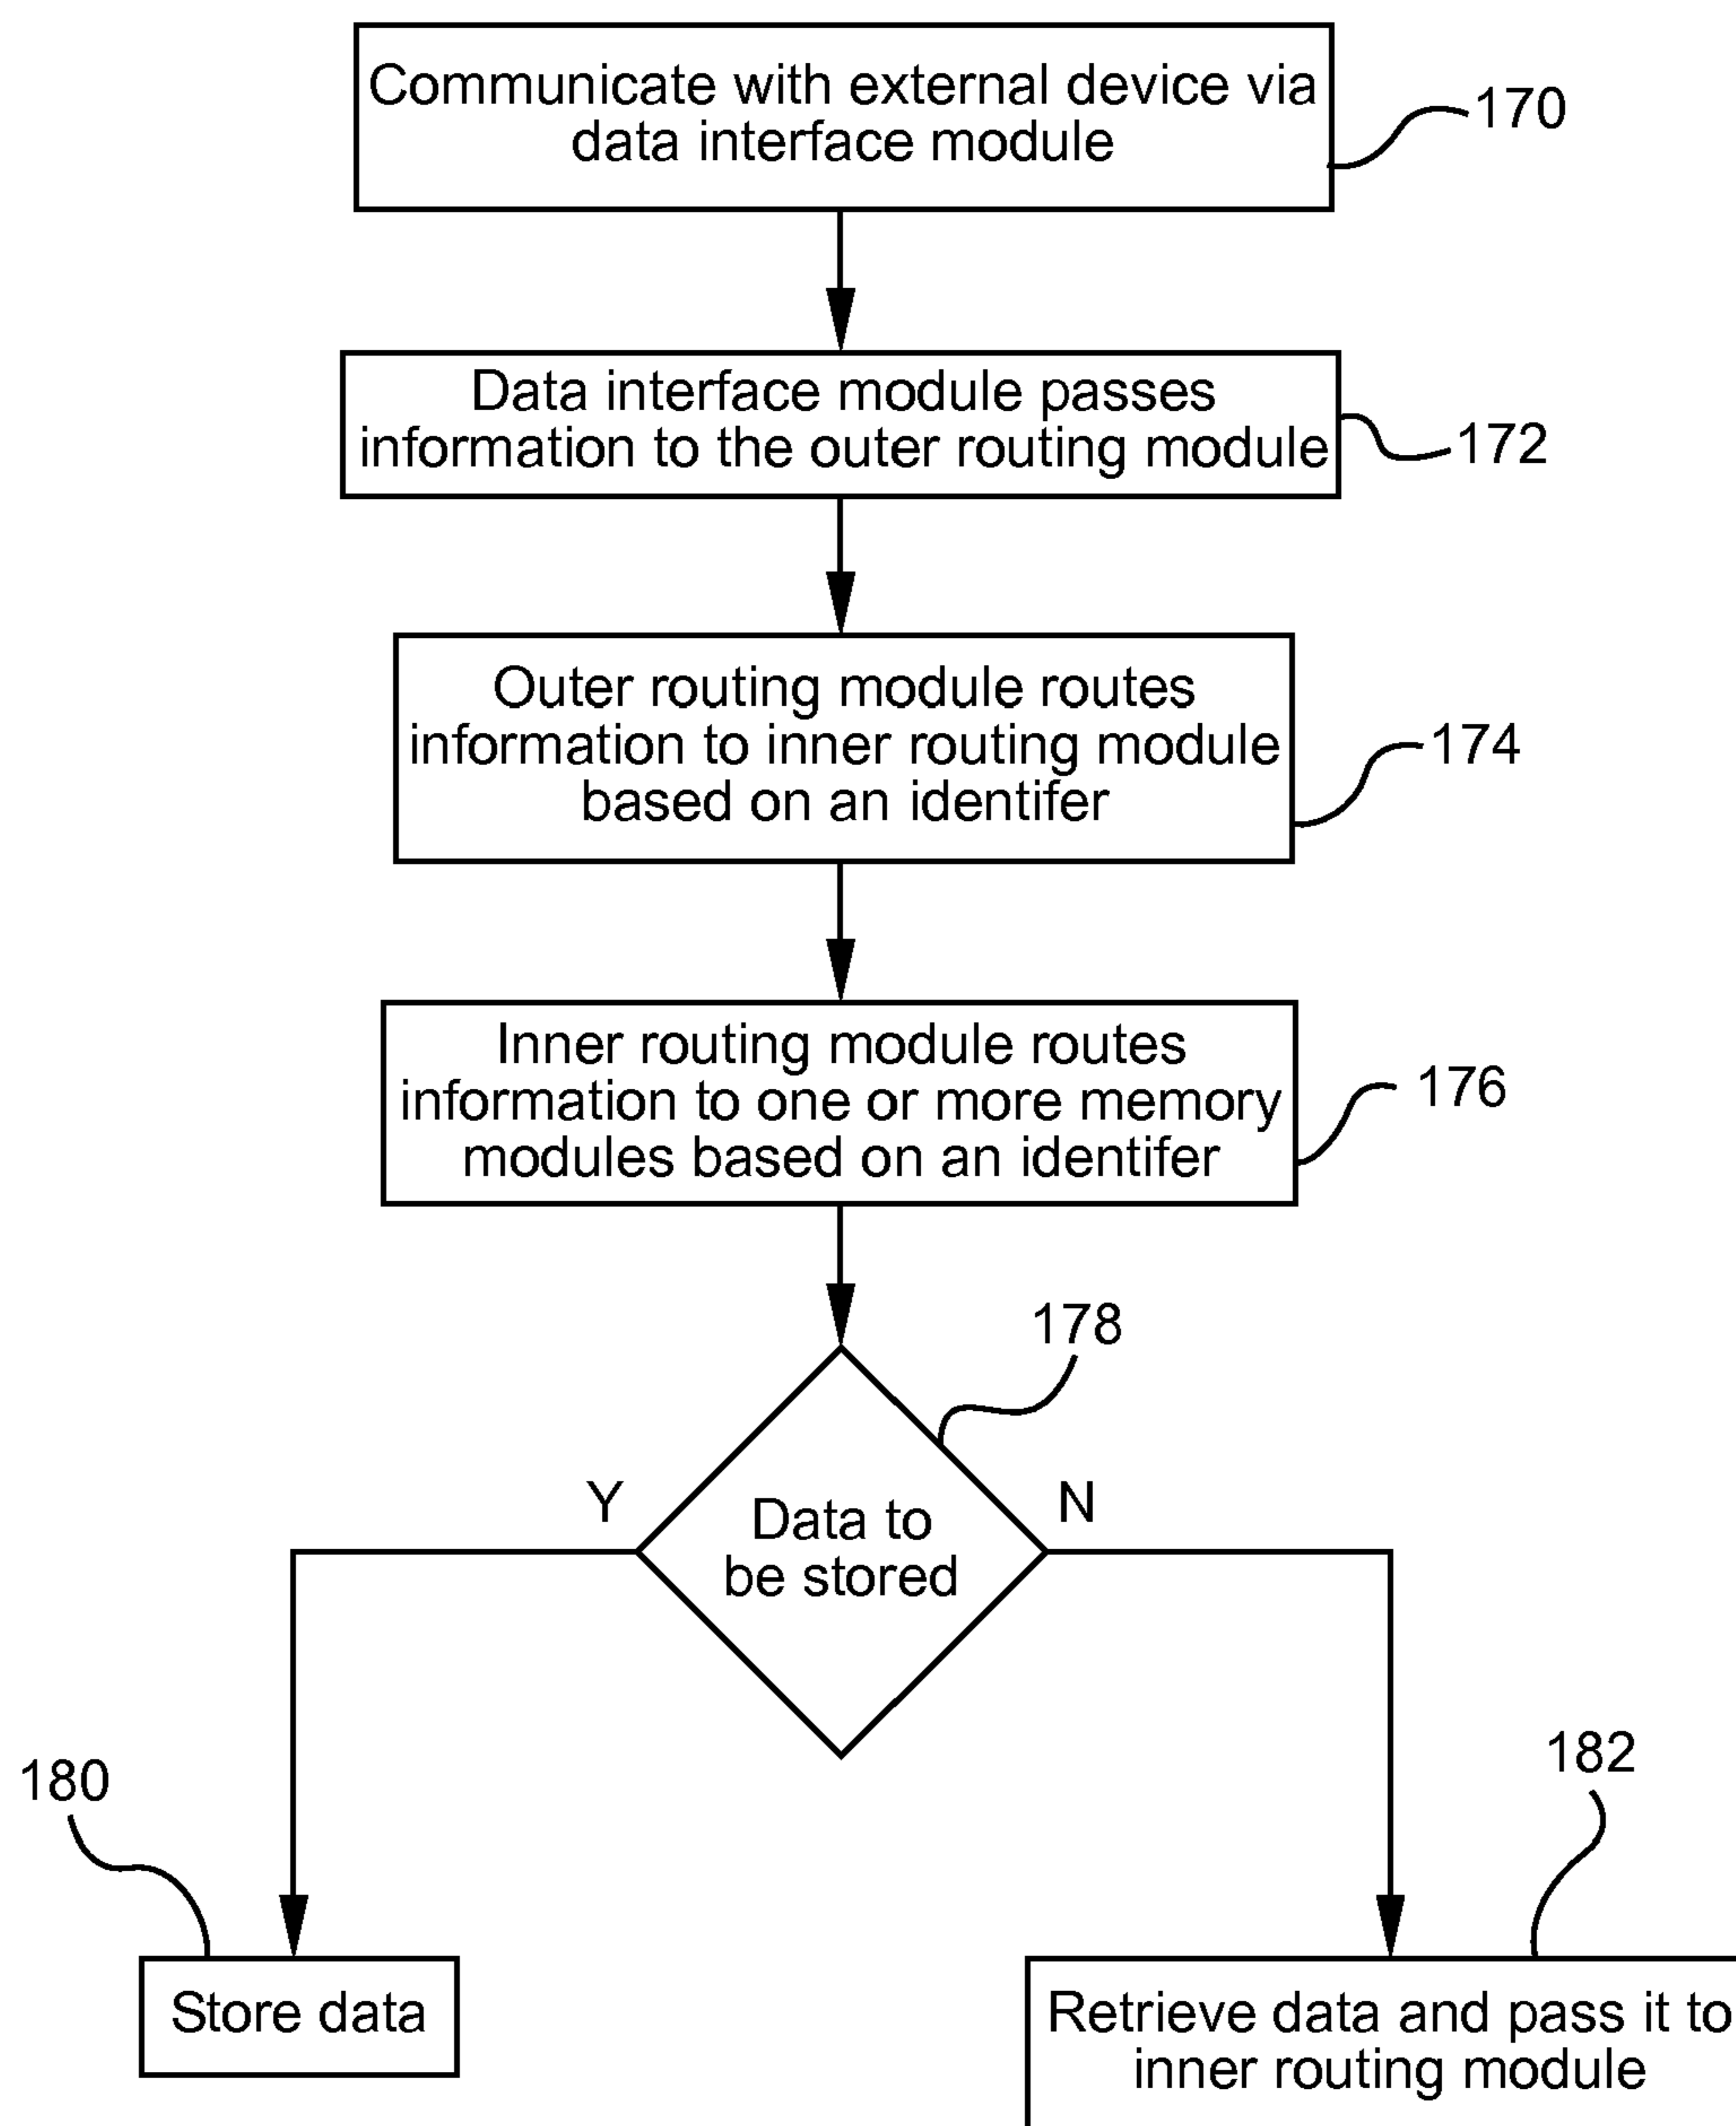 Communicate with external device via
data interface module
170
Data interface module passes
information to the outer routing module
172
Outer routing module routes
information to inner routing module
based on an identifer
174
Inner routing module routes
information to one or more memory
modules based on an identifer
176
178
Y
N
Data to
be stored
180
182
Store data
Retrieve data and pass it to
inner routing module